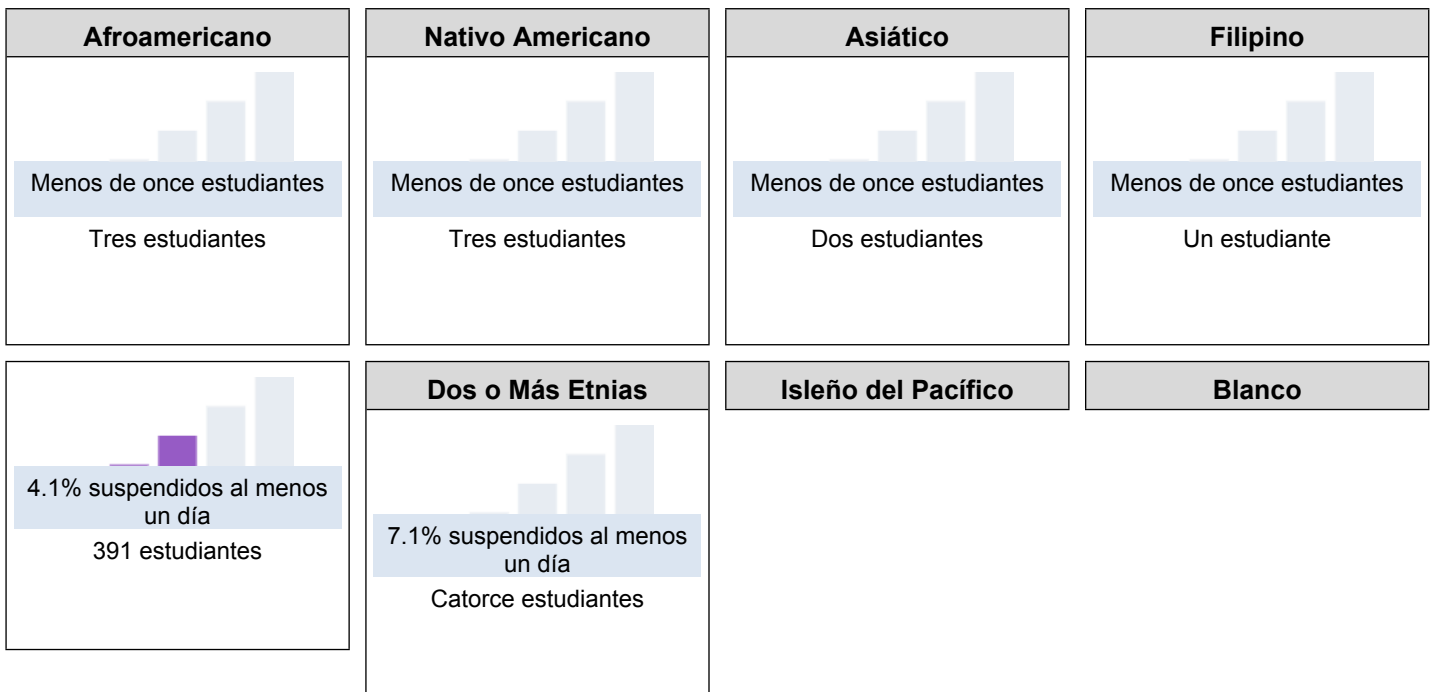 Afroamericano
Menos de once estudiantes
Tres estudiantes
Nativo Americano
Menos de once estudiantes
Tres estudiantes
Asiático
Menos de once estudiantes
Dos estudiantes
Filipino
Menos de once estudiantes
Un estudiante
4.1% suspendidos al menos
un día
391 estudiantes
Dos o Más Etnias
7.1% suspendidos al menos
un día
Catorce estudiantes
Isleño del Pacífico
Blanco